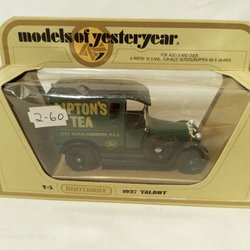 models of yesteryear
FOR AGES 8 AND OVER
LIPTON'S
TEA
CITY ROAD, LONDON, E.C.1.
2-60
Y-5
MATCHBOX
1927 TALBOT